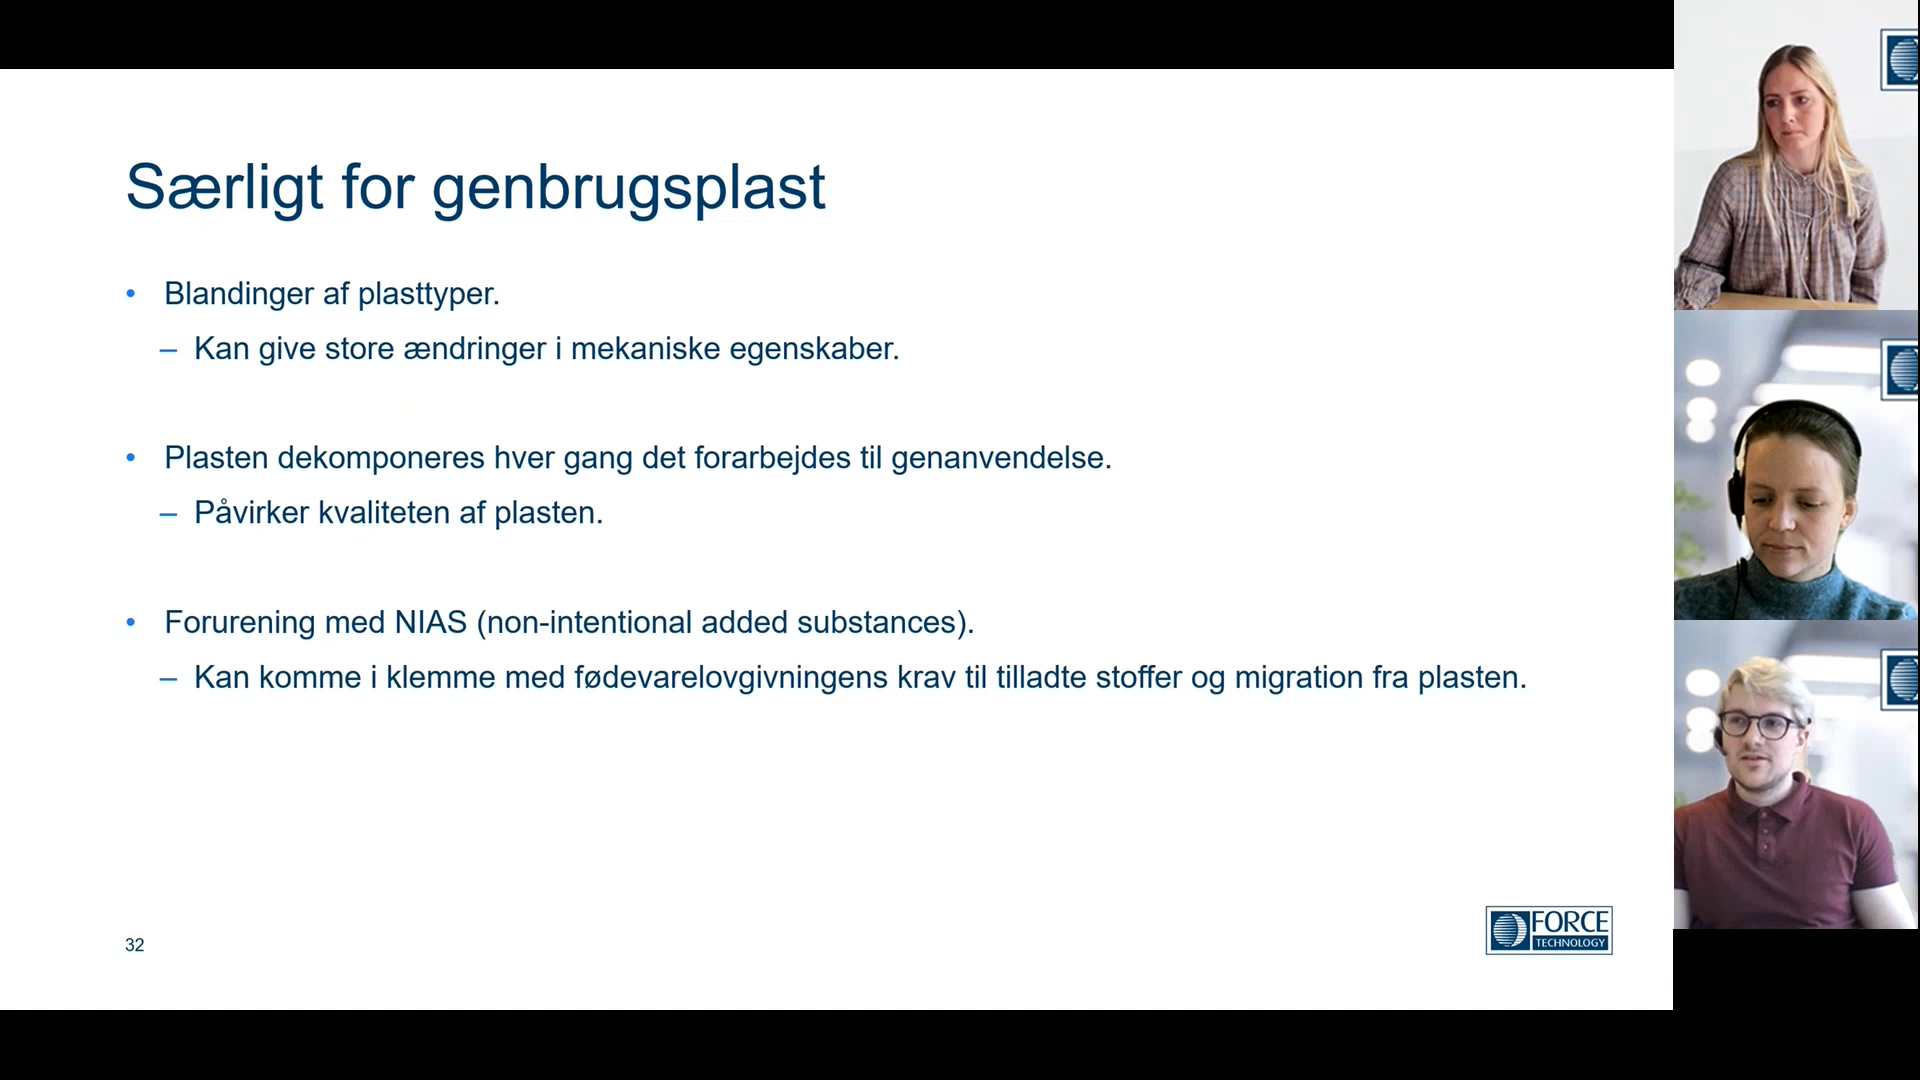 Særligt for genbrugsplast
• Blandinger af plasttyper.
– Kan give store ændringer i mekaniske egenskaber.
• Plasten dekomponeres hver gang det forarbejdes til genanvendelse.
– Påvirker kvaliteten af plasten.
• Forurening med NIAS (non-intentional added substances).
– Kan komme i klemme med fødevarelovgivningens krav til tilladte stoffer og migration fra plasten.
32
FORCE
TECHNOLOGY